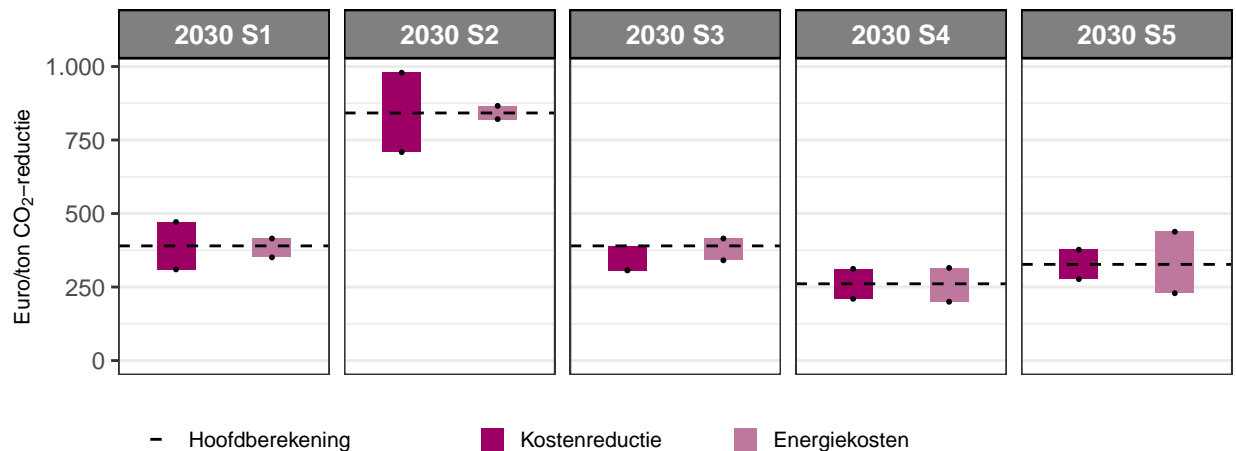 2030 S1 2030 S2 2030 S3 2030 S4 2030 S5
1.000
750
500
250
0
Euro/ton CO₂−reductie
Hoofdberekening Kostenreductie Energiekosten